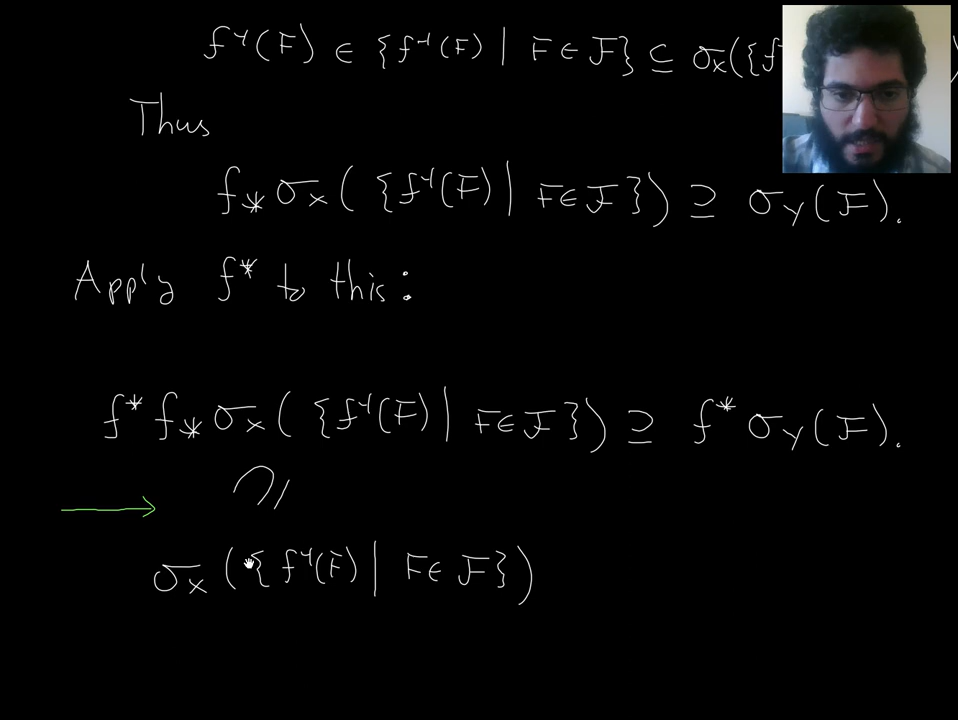 f⁻¹(F) ∈ {f⁻¹(F) | F ∈ ℱ} ⊆ σ_X({f
Thus
f_* σ_X( {f⁻¹(F) | F ∈ ℱ}) ⊇ σ_Y(ℱ).
Apply f^* to this:
f^* f_* σ_X( {f⁻¹(F) | F ∈ ℱ}) ⊇ f^* σ_Y(ℱ).
⊆
σ_X ({ f⁻¹(F) | F ∈ ℱ})